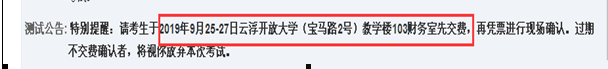 测试公告: 特别提醒：请考生于2019年9月25-27日云浮开放大学（宝马路2号）教学楼103财务室先交费，再凭票进行现场确认。过期
不交费确认者，将视你放弃本次考试。